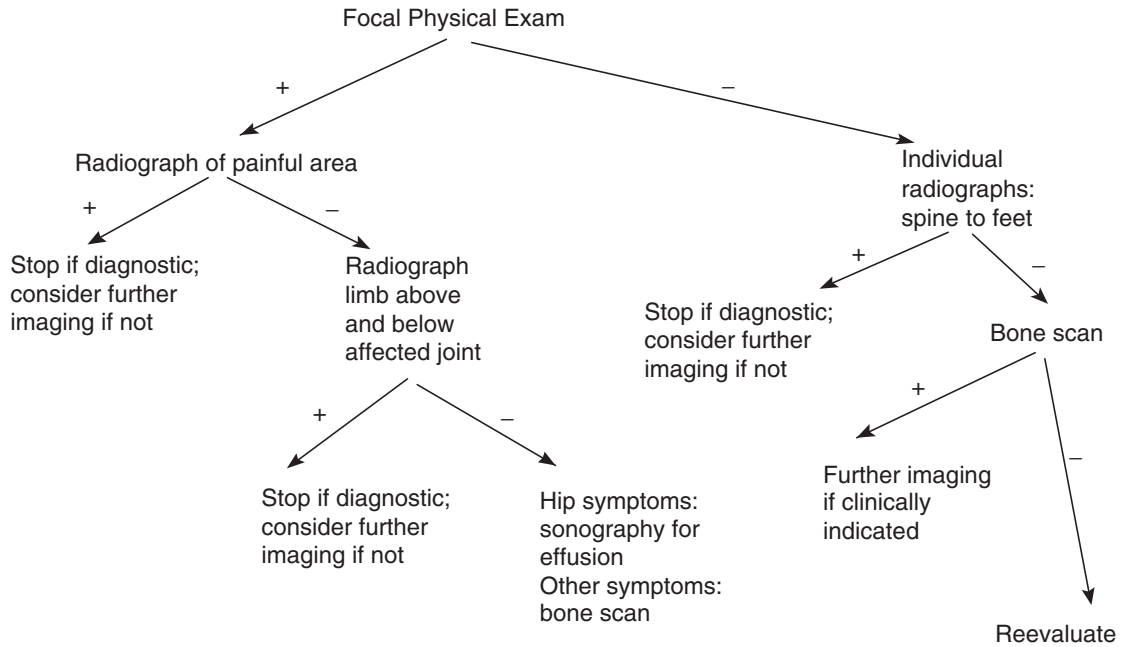 Focal Physical Exam
+
–
Radiograph of painful area
Individual
radiographs:
spine to feet
+
–
+
–
Stop if diagnostic;
consider further
imaging if not
Radiograph
limb above
and below
affected joint
Stop if diagnostic;
consider further
imaging if not
Bone scan
+
–
+
–
Stop if diagnostic;
consider further
imaging if not
Hip symptoms:
sonography for
effusion
Other symptoms:
bone scan
Further imaging
if clinically
indicated
Reevaluate